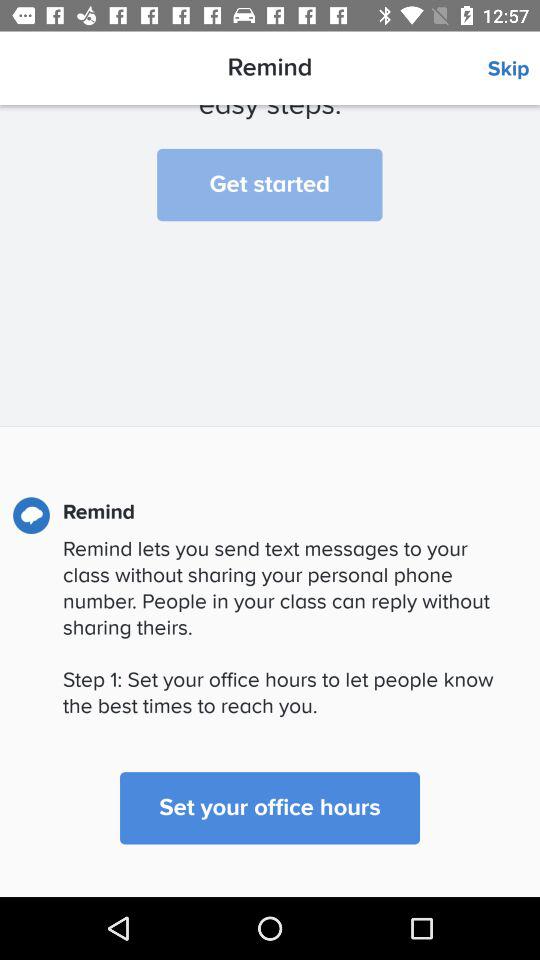 12:57
Remind
Skip
easy steps.
Get started
Remind
Remind lets you send text messages to your
class without sharing your personal phone
number. People in your class can reply without
sharing theirs.
Step 1: Set your office hours to let people know
the best times to reach you.
Set your office hours